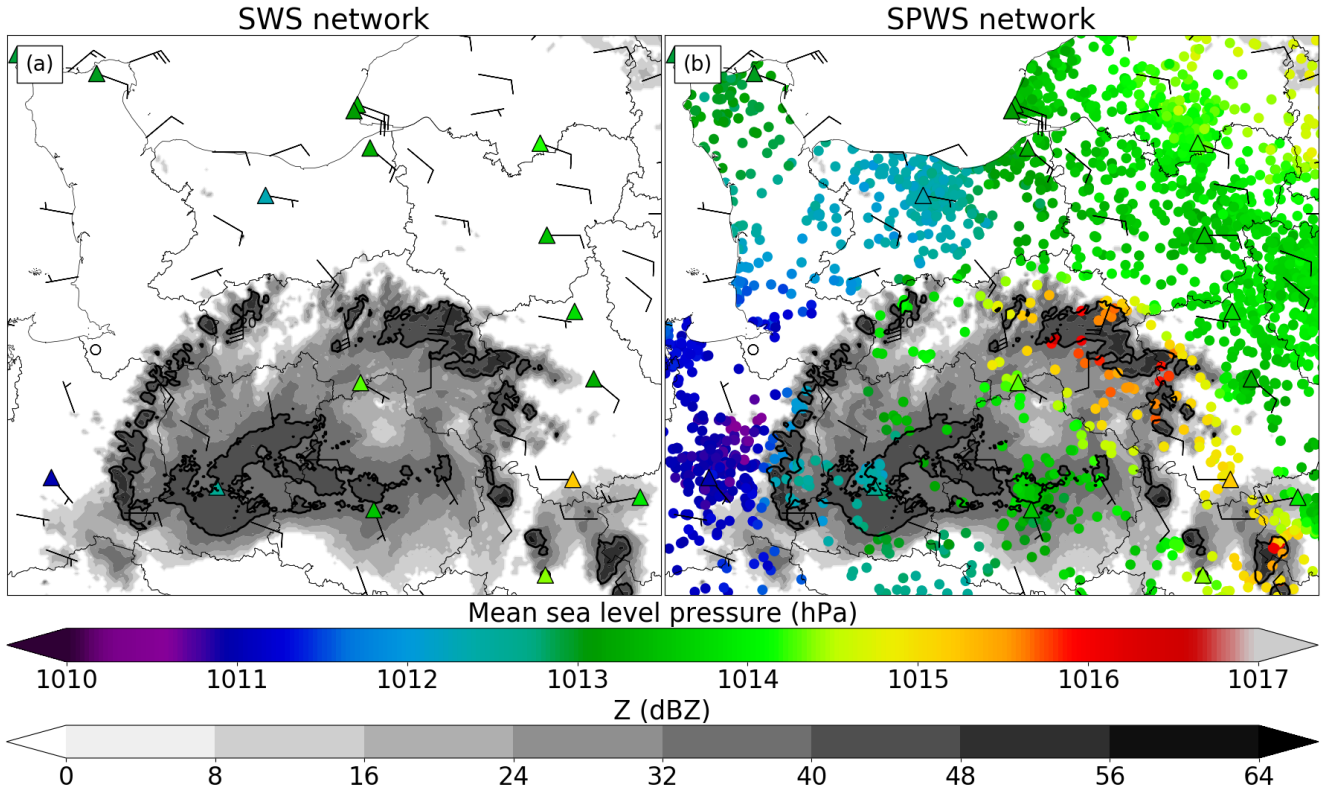 SWS network
SPWS network
(a)
(b)
Mean sea level pressure (hPa)
1010 1011 1012 1013 1014 1015 1016 1017
Z (dBZ)
0 8 16 24 32 40 48 56 64